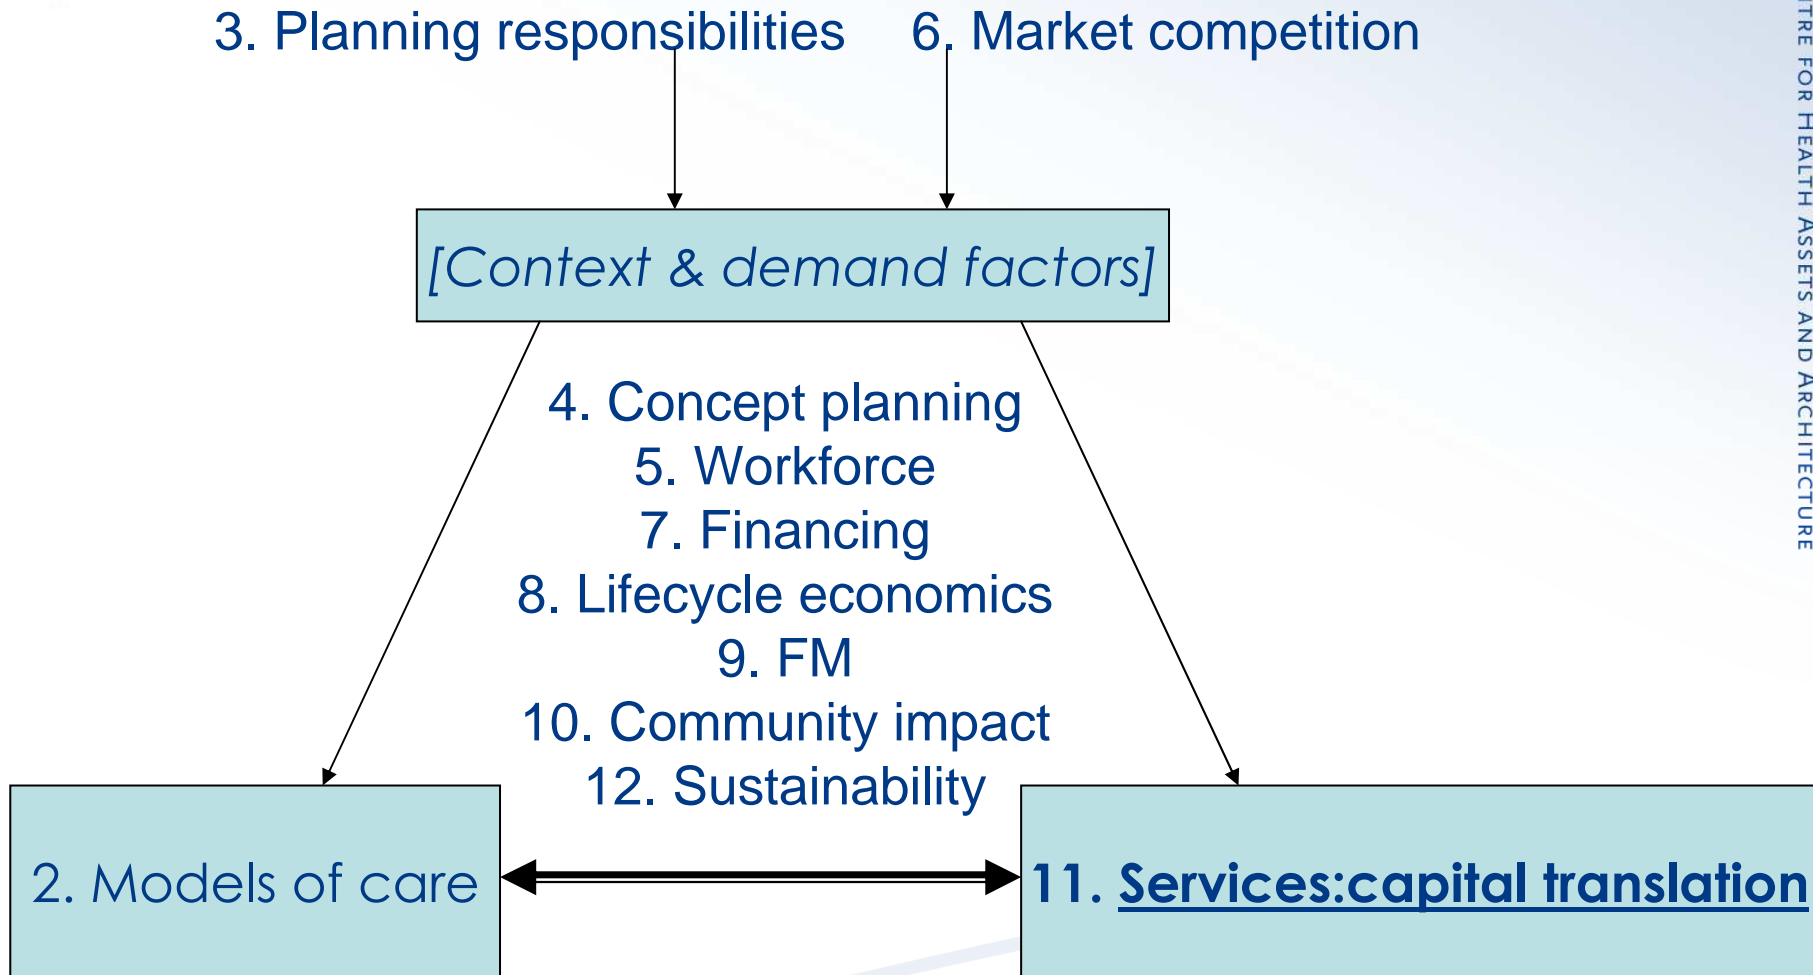 3. Planning responsibilities
6. Market competition
[Context & demand factors]
4. Concept planning
5. Workforce
7. Financing
8. Lifecycle economics
9. FM
10. Community impact
12. Sustainability
2. Models of care
11. Services:capital translation
FOR HEALTH ASSETS AND ARCHITECTURE